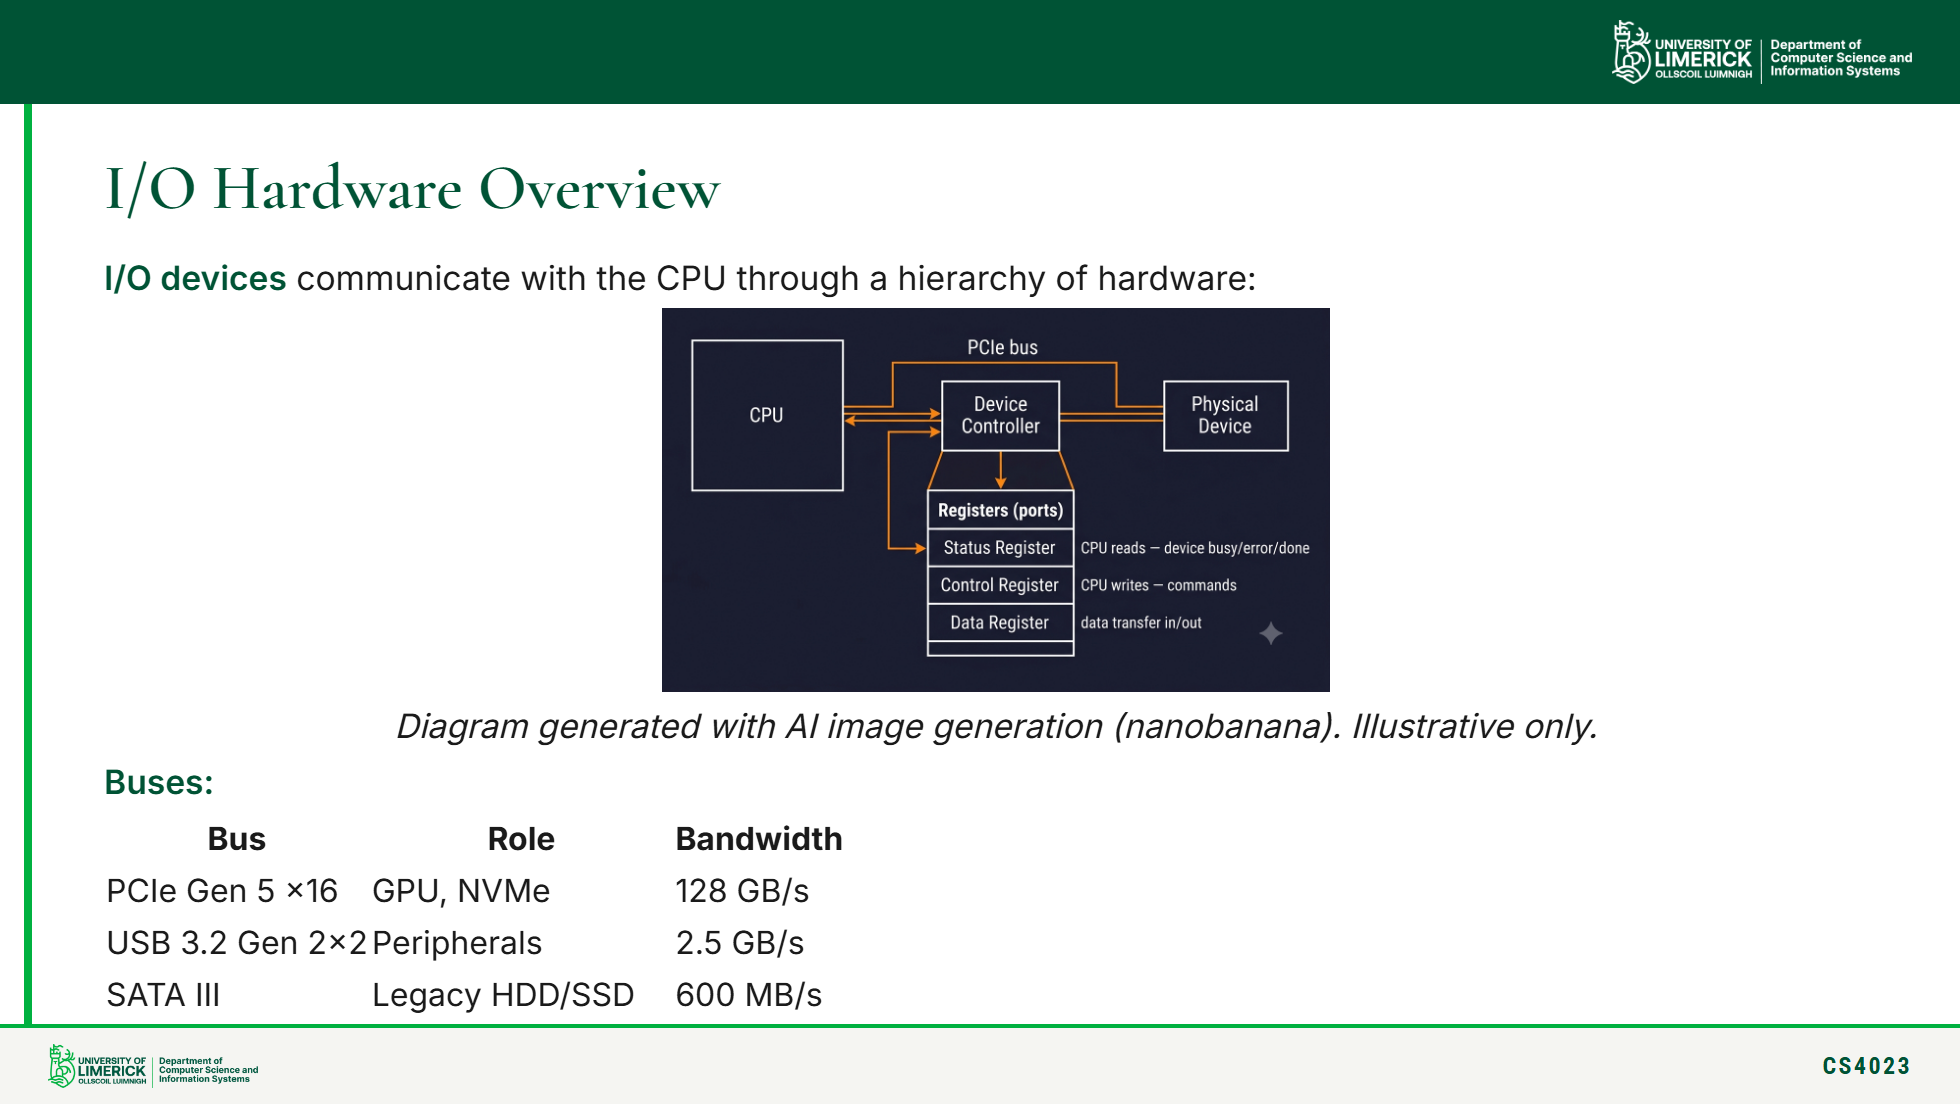 UNIVERSITY OF
LIMERICK
OLLSCOIL LUIMNIGH
Department of
Computer Science and
Information Systems
I/O Hardware Overview
I/O devices communicate with the CPU through a hierarchy of hardware:
PCIe bus
CPU
Device
Controller
Physical
Device
Registers (ports)
Status Register CPU reads – device busy/error/done
Control Register CPU writes – commands
Data Register data transfer in/out
Diagram generated with AI image generation (nanobanana). Illustrative only.
Buses:
Bus Role Bandwidth
PCIe Gen 5 ×16 GPU, NVMe 128 GB/s
USB 3.2 Gen 2×2 Peripherals 2.5 GB/s
SATA III Legacy HDD/SSD 600 MB/s
UNIVERSITY OF
LIMERICK
OLLSCOIL LUIMNIGH
Department of
Computer Science and
Information Systems
CS4023